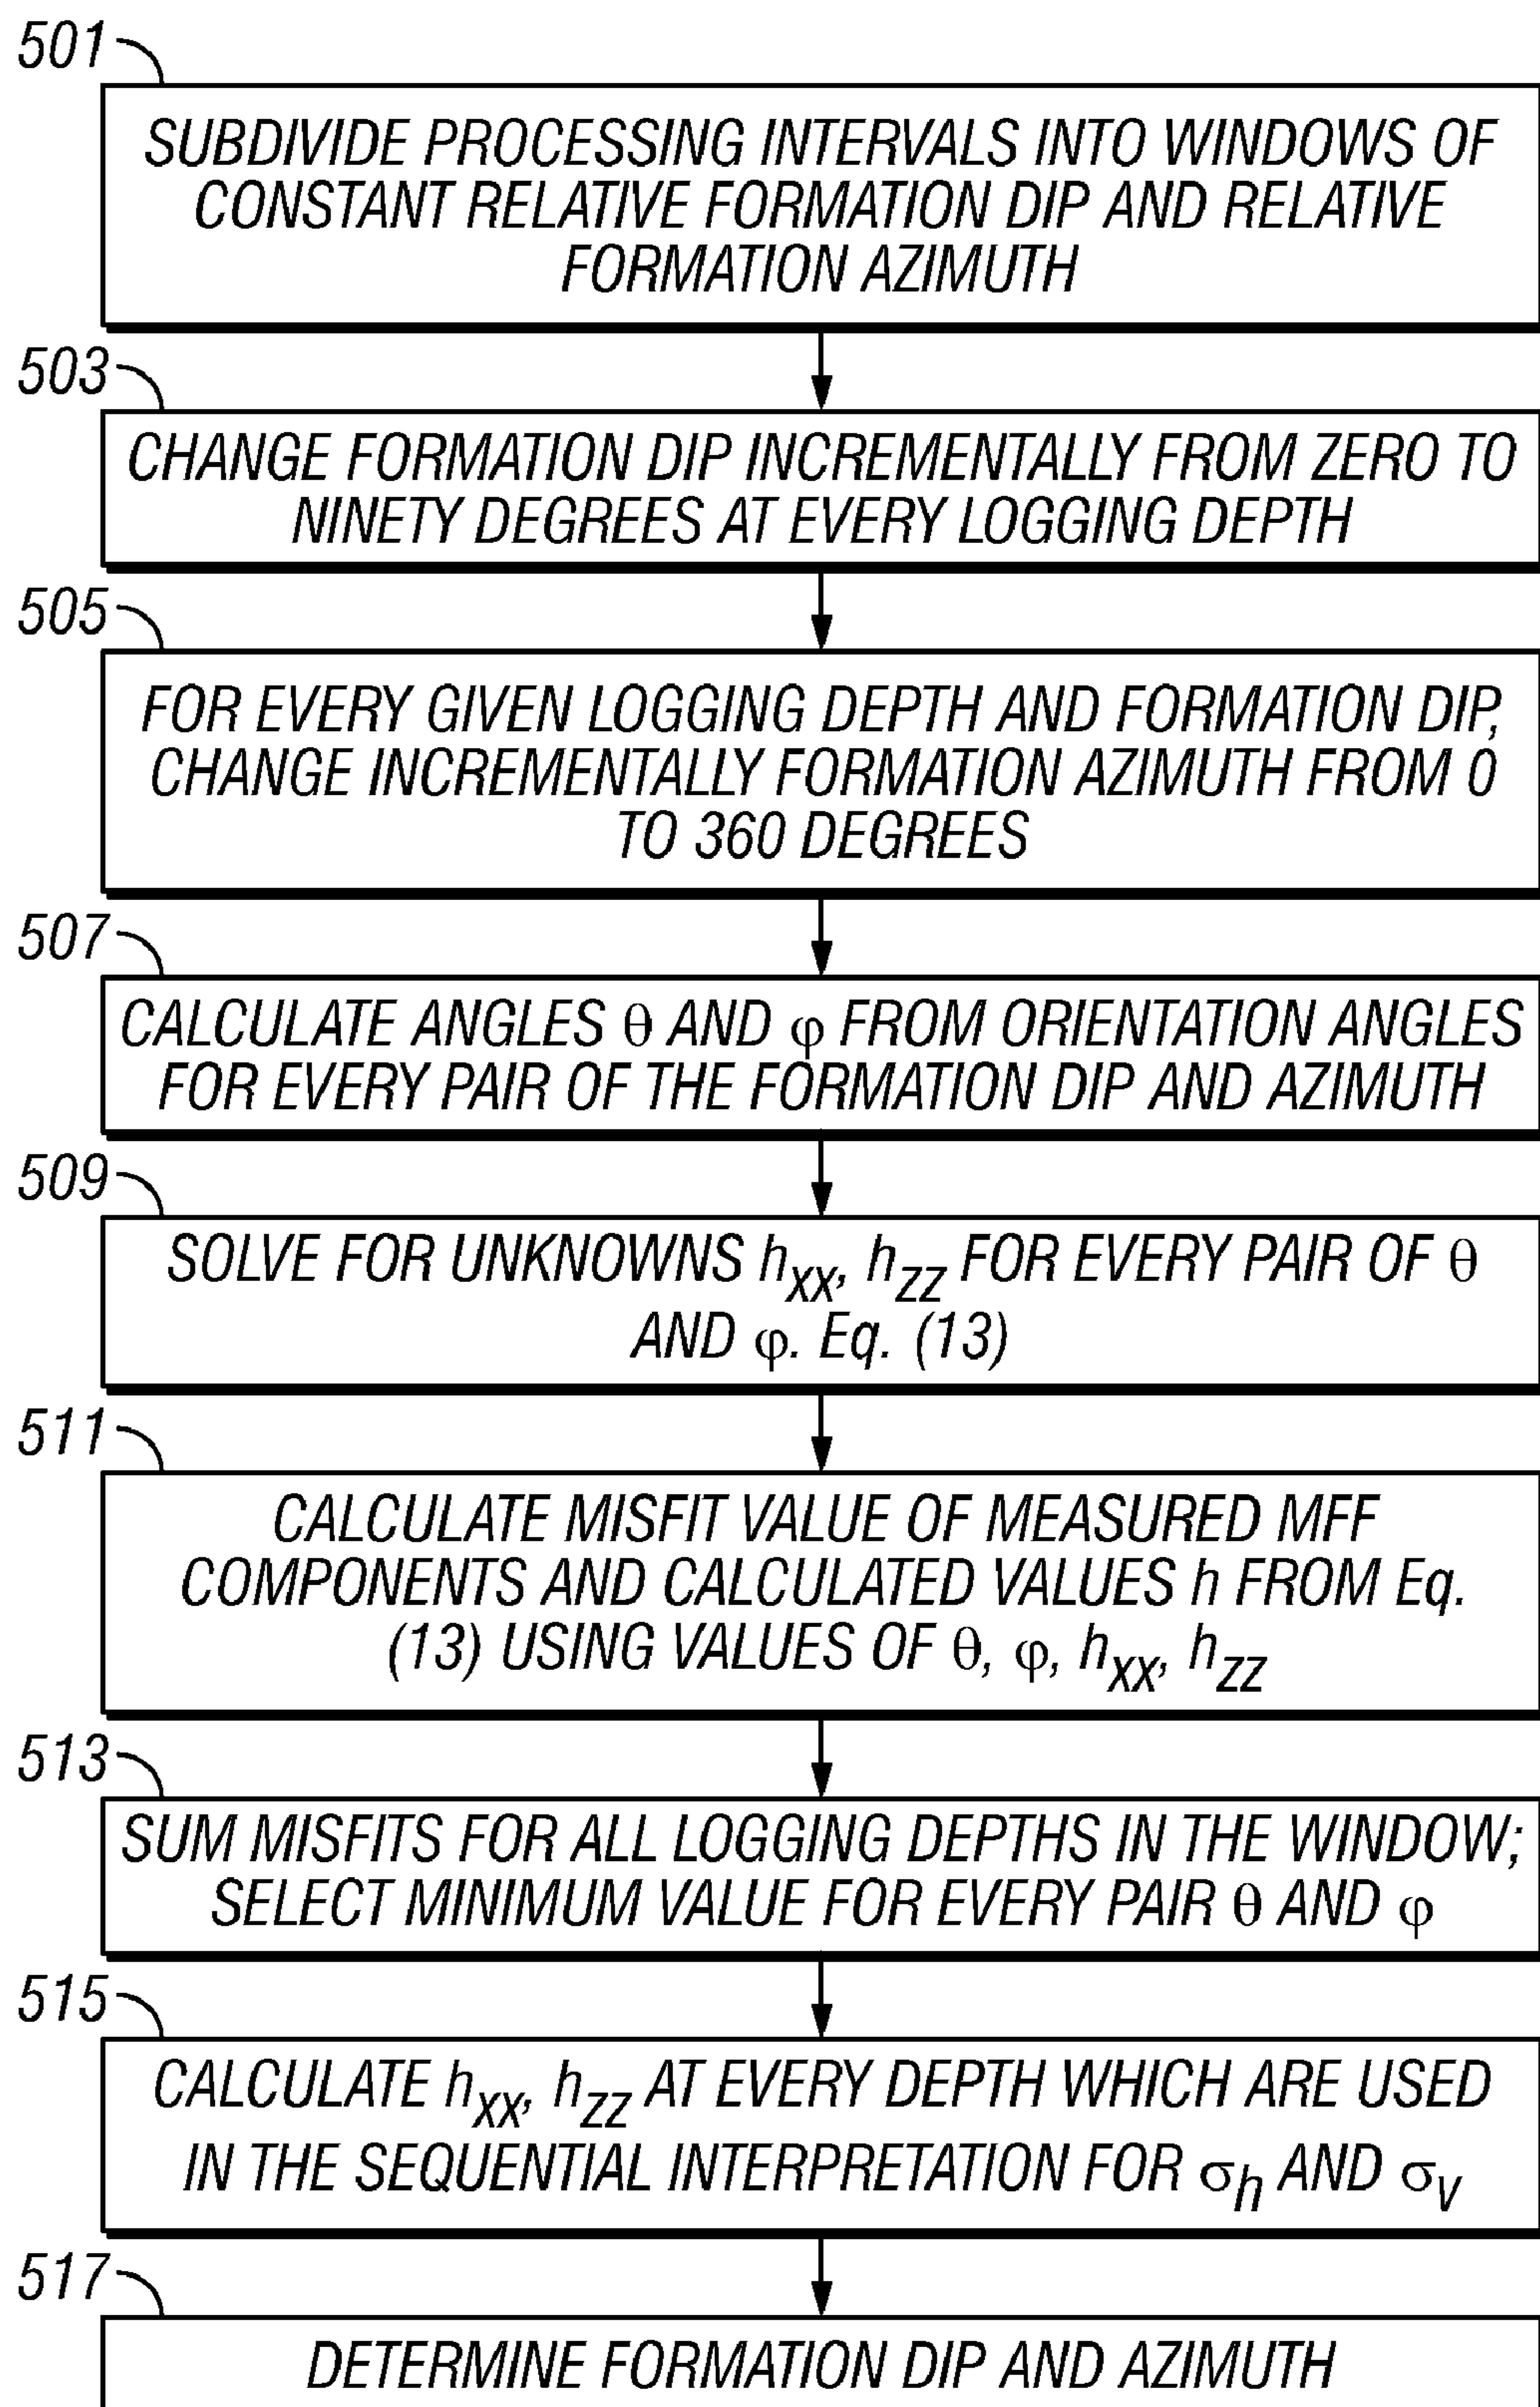 501
SUBDIVIDE PROCESSING INTERVALS INTO WINDOWS OF
CONSTANT RELATIVE FORMATION DIP AND RELATIVE
FORMATION AZIMUTH
503
CHANGE FORMATION DIP INCREMENTALLY FROM ZERO TO
NINETY DEGREES AT EVERY LOGGING DEPTH
505
FOR EVERY GIVEN LOGGING DEPTH AND FORMATION DIP,
CHANGE INCREMENTALLY FORMATION AZIMUTH FROM 0
TO 360 DEGREES
507
CALCULATE ANGLES θ AND φ FROM ORIENTATION ANGLES
FOR EVERY PAIR OF THE FORMATION DIP AND AZIMUTH
509
SOLVE FOR UNKNOWNS hXX, hZZ FOR EVERY PAIR OF θ
AND φ. Eq. (13)
511
CALCULATE MISFIT VALUE OF MEASURED MFF
COMPONENTS AND CALCULATED VALUES h FROM Eq.
(13) USING VALUES OF θ, φ, hXX, hZZ
513
SUM MISFITS FOR ALL LOGGING DEPTHS IN THE WINDOW;
SELECT MINIMUM VALUE FOR EVERY PAIR θ AND φ
515
CALCULATE hXX, hZZ AT EVERY DEPTH WHICH ARE USED
IN THE SEQUENTIAL INTERPRETATION FOR σh AND σV
517
DETERMINE FORMATION DIP AND AZIMUTH